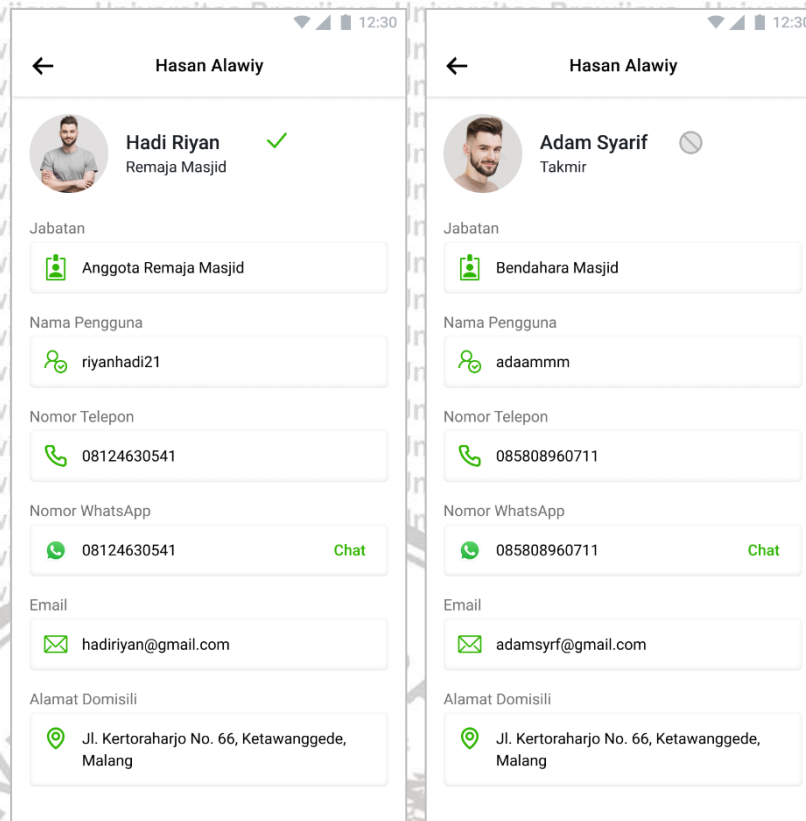 12:30
Hasan Alawiy
Hadi Riyan
Remaja Masjid
Jabatan
Anggota Remaja Masjid
Nama Pengguna
riyanhadi21
Nomor Telepon
08124630541
Nomor WhatsApp
08124630541 Chat
Email
hadiriyan@gmail.com
Alamat Domisili
Jl. Kertoraharjo No. 66, Ketawanggede,
Malang
12:30
Hasan Alawiy
Adam Syarif
Takmir
Jabatan
Bendahara Masjid
Nama Pengguna
adaammm
Nomor Telepon
085808960711
Nomor WhatsApp
085808960711 Chat
Email
adamsyrf@gmail.com
Alamat Domisili
Jl. Kertoraharjo No. 66, Ketawanggede,
Malang